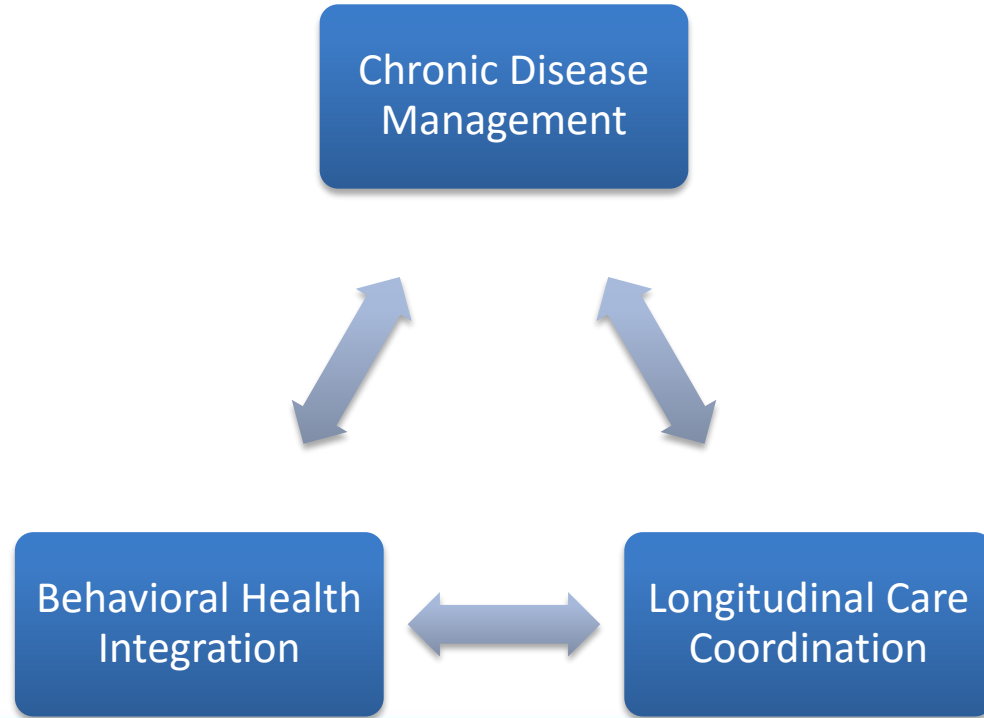 Chronic Disease
Management
Behavioral Health
Integration
Longitudinal Care
Coordination